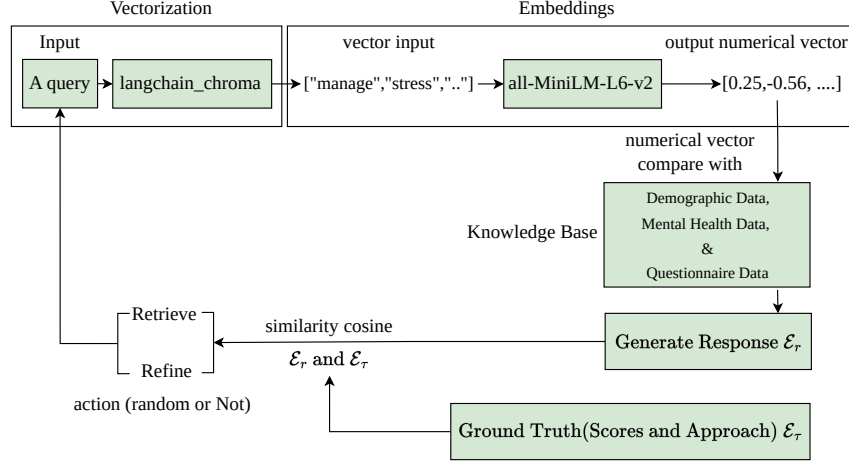 Vectorization
Embeddings
Input
vector input
output numerical vector
A query
langchain_chroma
["manage","stress",".."]
all-MiniLM-L6-v2
[0.25,-0.56, ....]
numerical vector
compare with
Knowledge Base
Demographic Data,
Mental Health Data,
&
Questionnaire Data
Retrieve
Refine
action (random or Not)
similarity cosine
ℰᵣ and ℰ_τ
Generate Response ℰᵣ
Ground Truth(Scores and Approach) ℰ_τ